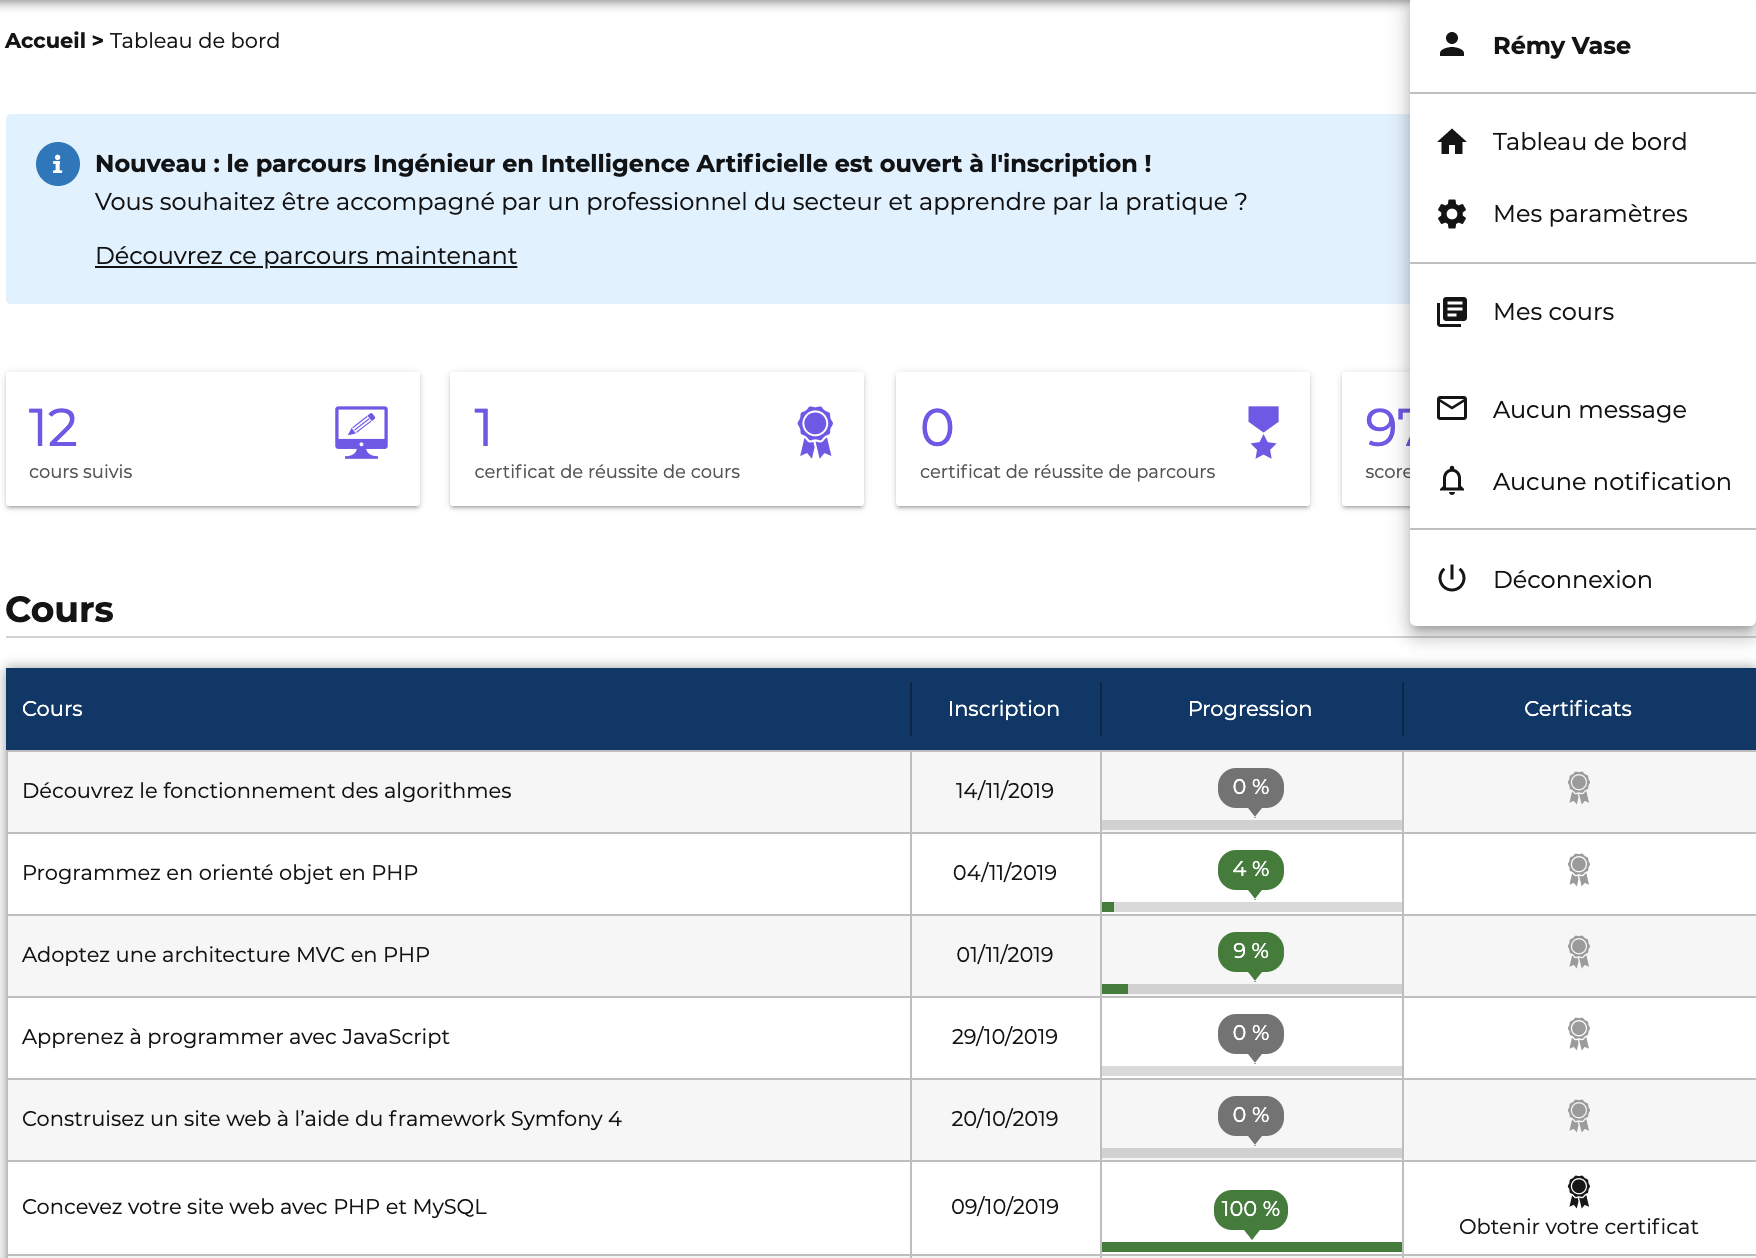 Accueil > Tableau de bord
Rémy Vase
Tableau de bord
Mes paramètres
Mes cours
Aucun message
Aucune notification
Déconnexion
Nouveau : le parcours Ingénieur en Intelligence Artificielle est ouvert à l'inscription !
Vous souhaitez être accompagné par un professionnel du secteur et apprendre par la pratique ?
Découvrez ce parcours maintenant
12
cours suivis
1
certificat de réussite de cours
0
certificat de réussite de parcours
97
score
Cours
Cours Inscription Progression Certificats
Découvrez le fonctionnement des algorithmes 14/11/2019 0 %
Programmez en orienté objet en PHP 04/11/2019 4 %
Adoptez une architecture MVC en PHP 01/11/2019 9 %
Apprenez à programmer avec JavaScript 29/10/2019 0 %
Construisez un site web à l’aide du framework Symfony 4 20/10/2019 0 %
Concevez votre site web avec PHP et MySQL 09/10/2019 100 % Obtenir votre certificat